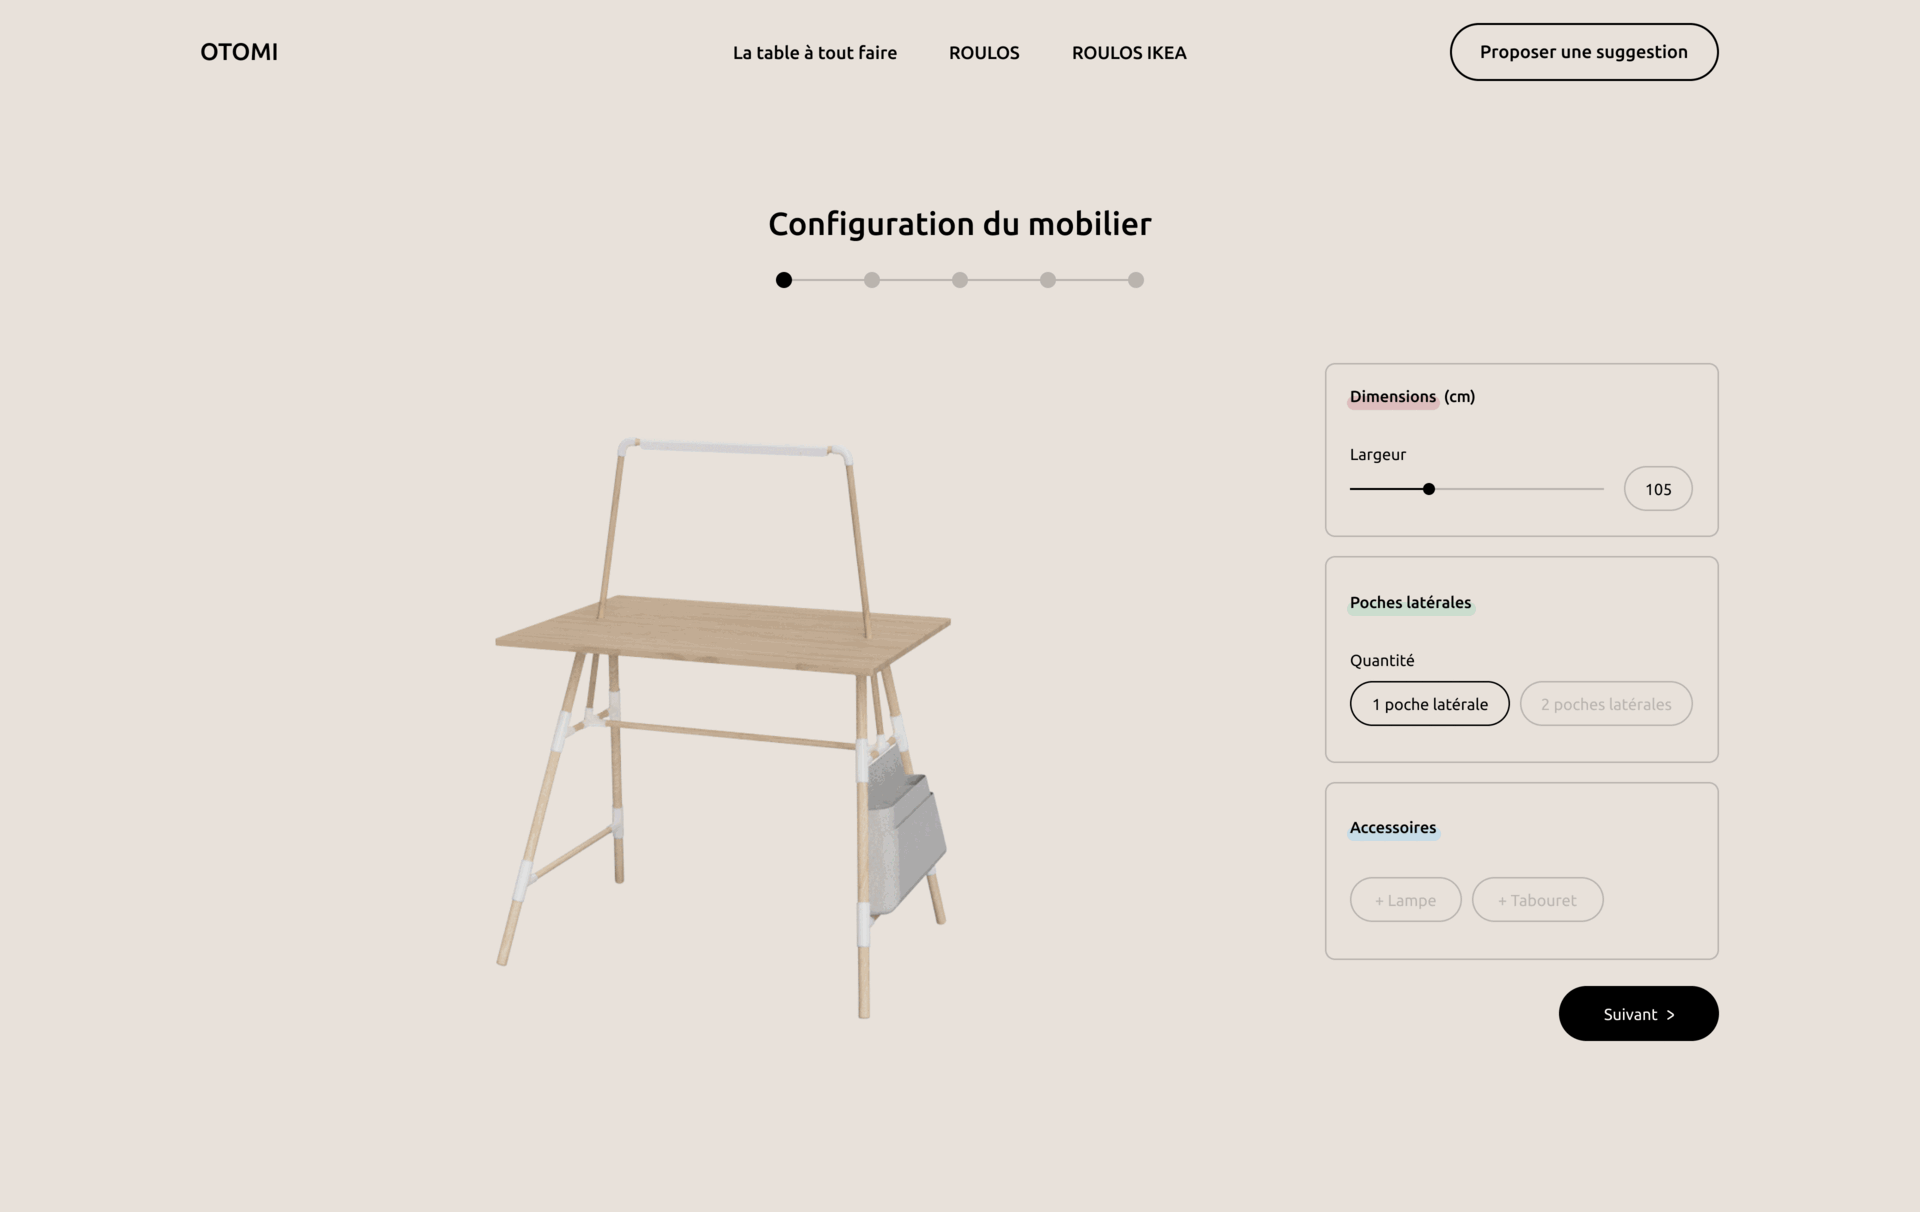 OTOMI
La table à tout faire
ROULOS
ROULOS IKEA
Proposer une suggestion
Configuration du mobilier
Dimensions (cm)
Largeur
105
Poches latérales
Quantité
1 poche latérale
2 poches latérales
Accessoires
+ Lampe
+ Tabouret
Suivant >